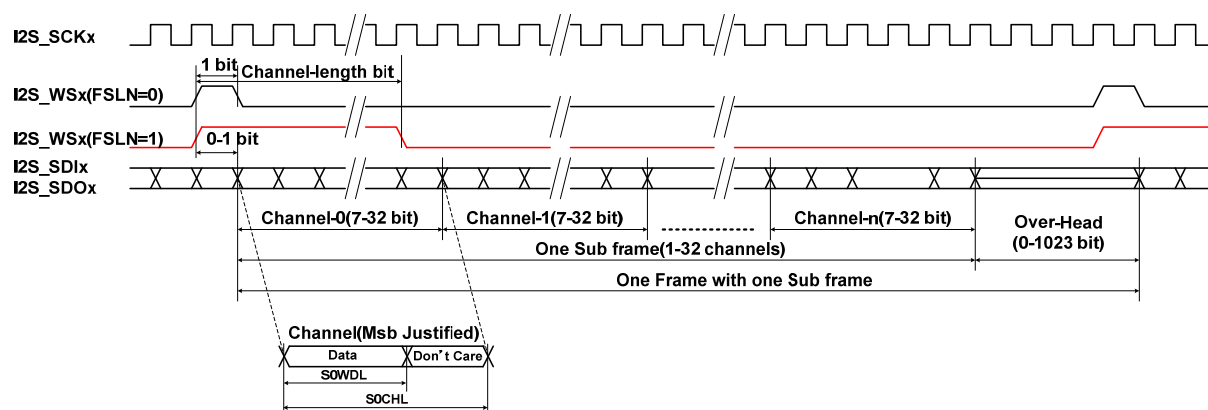 I2S_SCKx
1 bit
Channel-length bit
I2S_WSx(FSLN=0)
I2S_WSx(FSLN=1)
0-1 bit
I2S_SDIx
I2S_SDOx
Channel-0(7-32 bit)
Channel-1(7-32 bit)
Channel-n(7-32 bit)
Over-Head
(0-1023 bit)
One Sub frame(1-32 channels)
One Frame with one Sub frame
Channel(Msb Justified)
Data
Don't Care
S0WDL
S0CHL